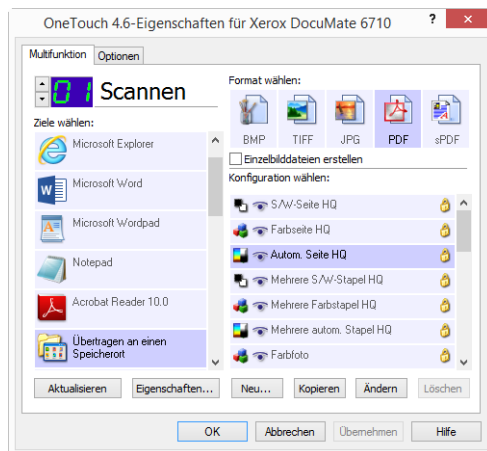 OneTouch 4.6-Eigenschaften für Xerox DocuMate 6710
?
Multifunktion
Optionen
01 Scannen
Ziele wählen:
Microsoft Explorer
Microsoft Word
Microsoft Wordpad
Notepad
Acrobat Reader 10.0
Übertragen an einen
Speicherort
Format wählen:
BMP
TIFF
JPG
PDF
sPDF
Einzelbilddateien erstellen
Konfiguration wählen:
S/W-Seite HQ
Farbseite HQ
Autom. Seite HQ
Mehrere S/W-Stapel HQ
Mehrere Farbstapel HQ
Mehrere autom. Stapel HQ
Farbfoto
Aktualisieren
Eigenschaften...
Neu...
Kopieren
Ändern
Löschen
OK
Abbrechen
Übernehmen
Hilfe